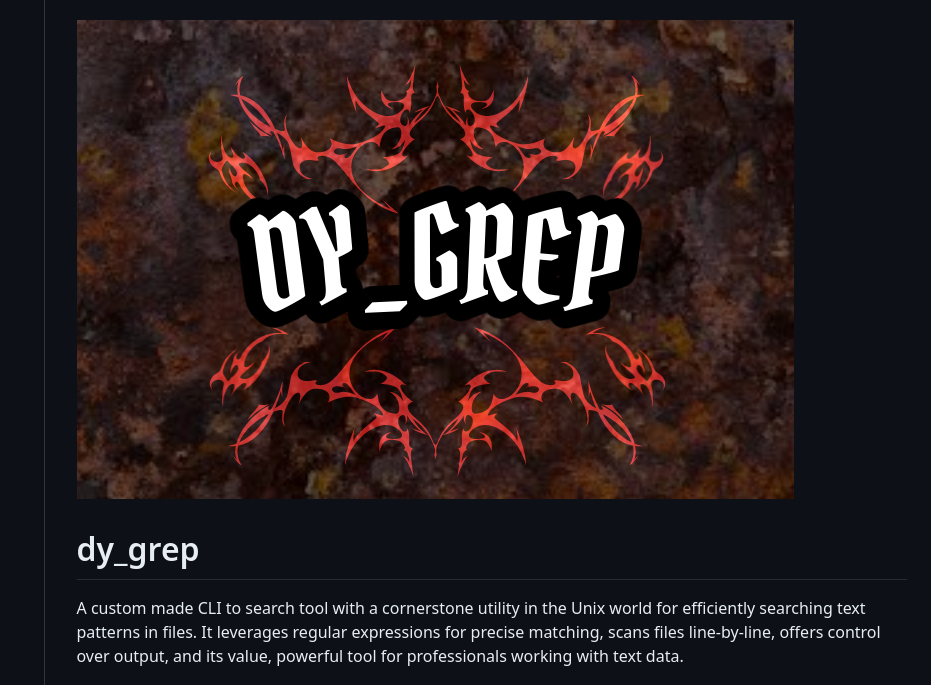 DY_GREP
dy_grep
A custom made CLI to search tool with a cornerstone utility in the Unix world for efficiently searching text
patterns in files. It leverages regular expressions for precise matching, scans files line-by-line, offers control
over output, and its value, powerful tool for professionals working with text data.